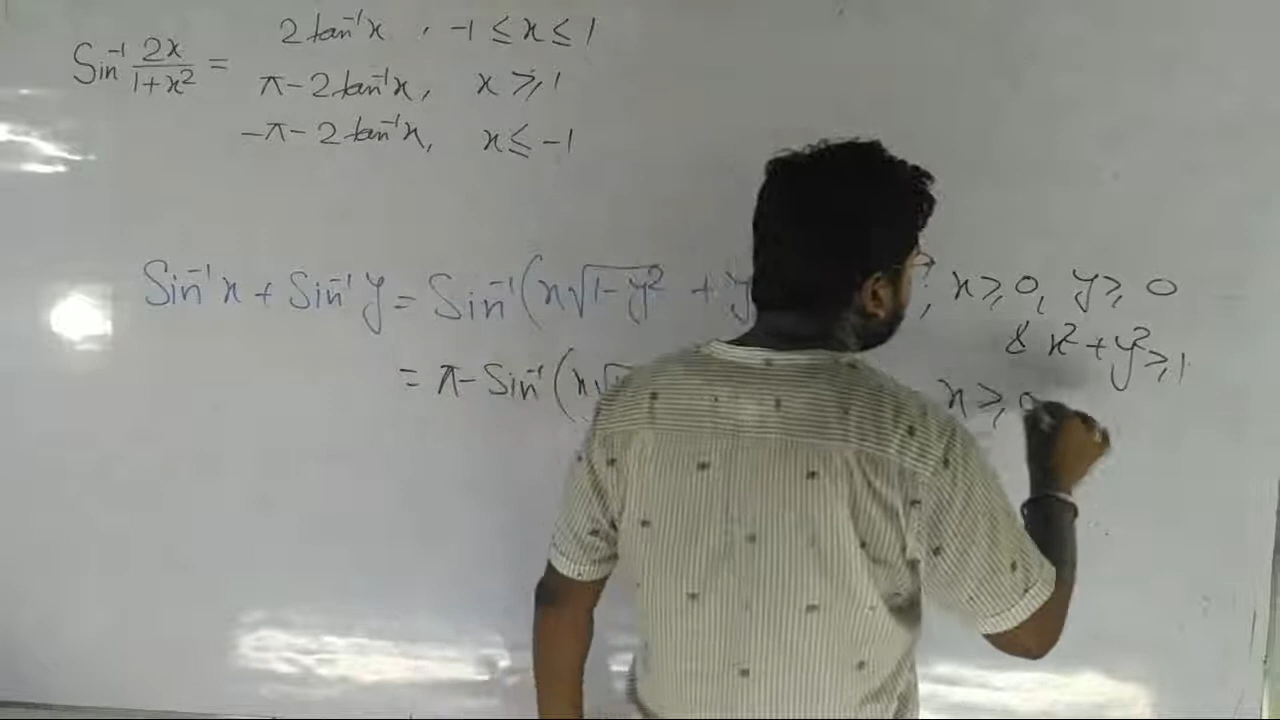 2 tan⁻¹x , -1 ≤ x ≤ 1
Sin⁻¹ 2x/1+x² = π - 2 tan⁻¹x, x ≥ 1
-π - 2 tan⁻¹x, x ≤ -1
Sin⁻¹x + Sin⁻¹y = Sin⁻¹(x√1-y² + y , x ≥ 0, y ≥ 0
& x² + y² ≥ 1
= π - Sin⁻¹(x√ x ≥ 0